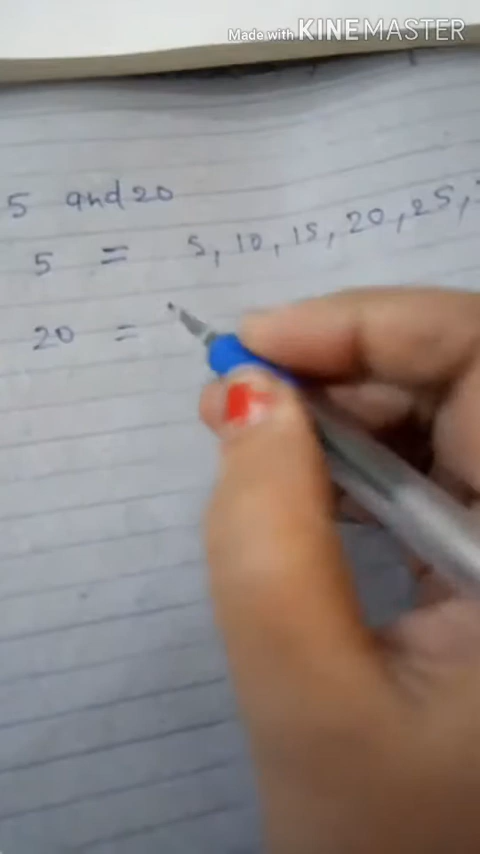 Made with KINEMASTER
5 and 20
5 = 5, 10, 15, 20, 25,
20 =